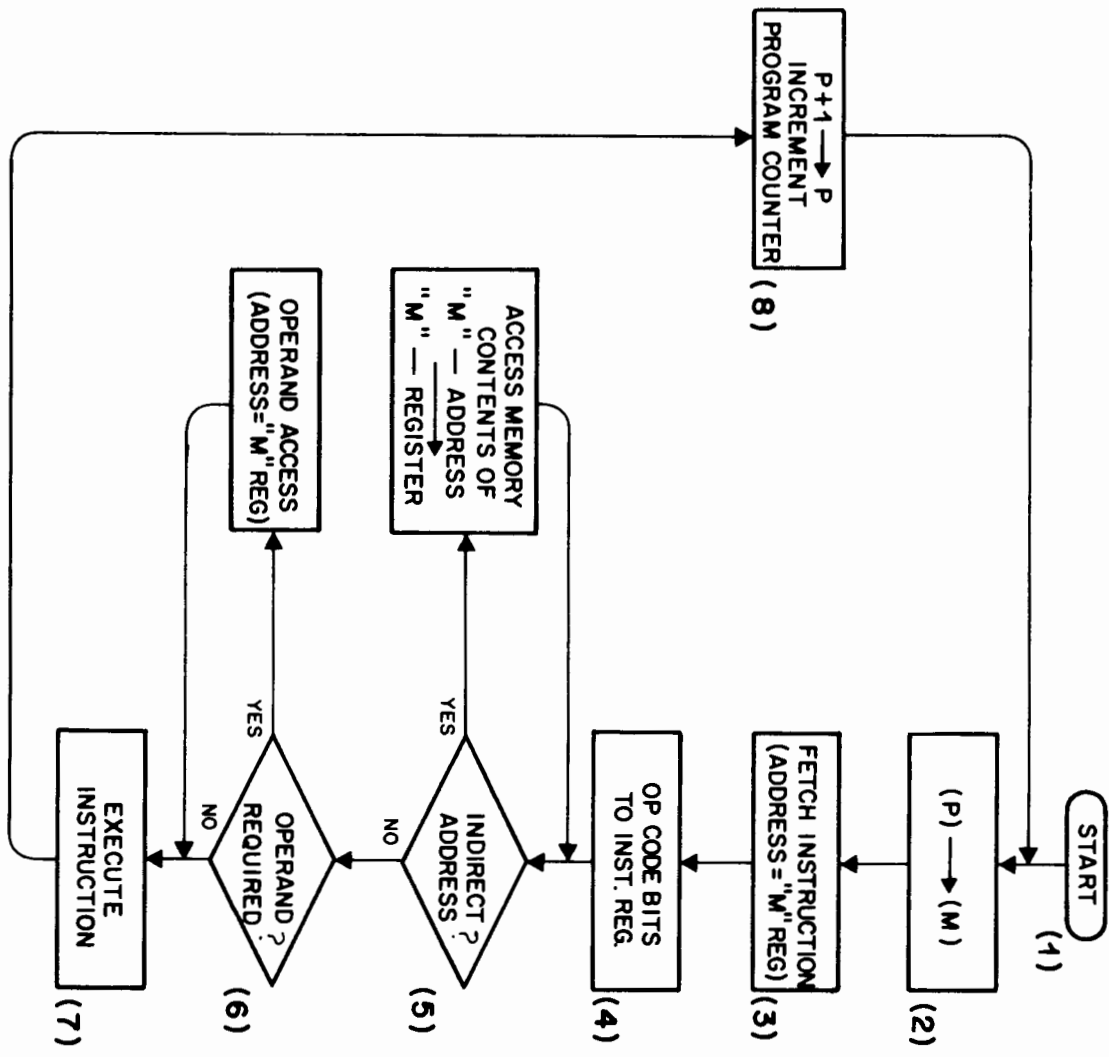 START
(1)
(P) → (M)
(2)
FETCH INSTRUCTION
(ADDRESS = "M" REG)
(3)
OP CODE BITS
TO INST. REG.
(4)
INDIRECT ?
ADDRESS
(5)
YES
NO
ACCESS MEMORY
CONTENTS OF
"M" — ADDRESS
→
"M" — REGISTER
OPERAND ?
REQUIRED
(6)
YES
NO
OPERAND ACCESS
(ADDRESS="M" REG)
EXECUTE
INSTRUCTION
(7)
P+1 → P
INCREMENT
PROGRAM COUNTER
(8)